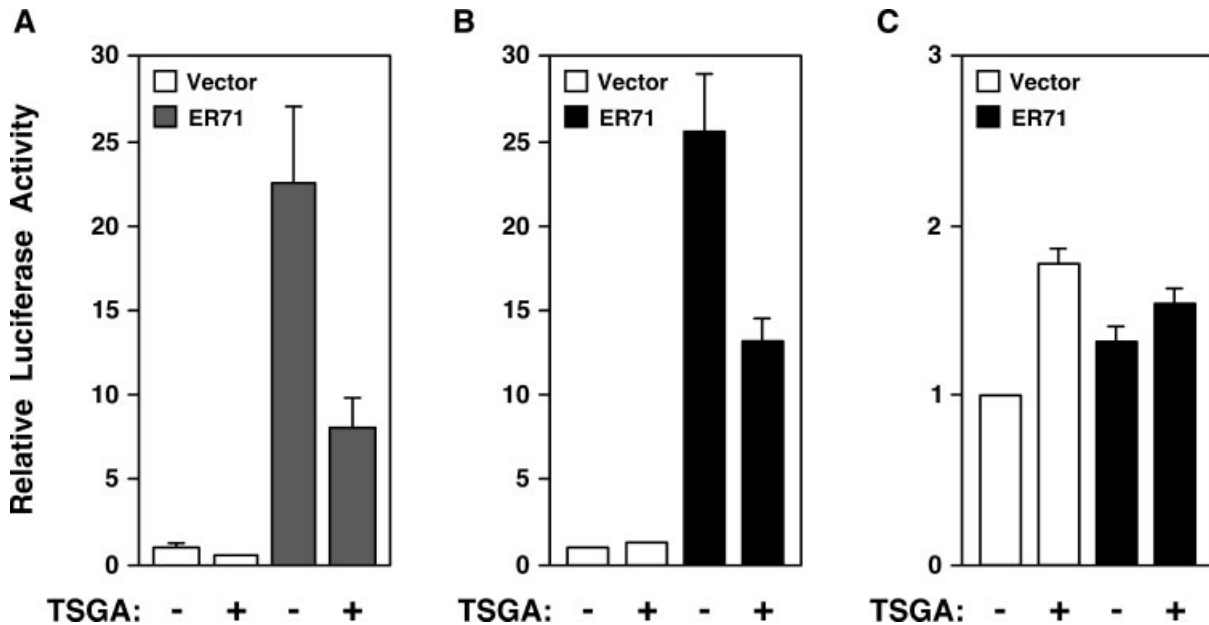 A
Relative Luciferase Activity
30
25
20
15
10
5
0
Vector
ER71
TSGA: - + - +
B
30
25
20
15
10
5
0
Vector
ER71
TSGA: - + - +
C
3
2
1
0
Vector
ER71
TSGA: - + - +